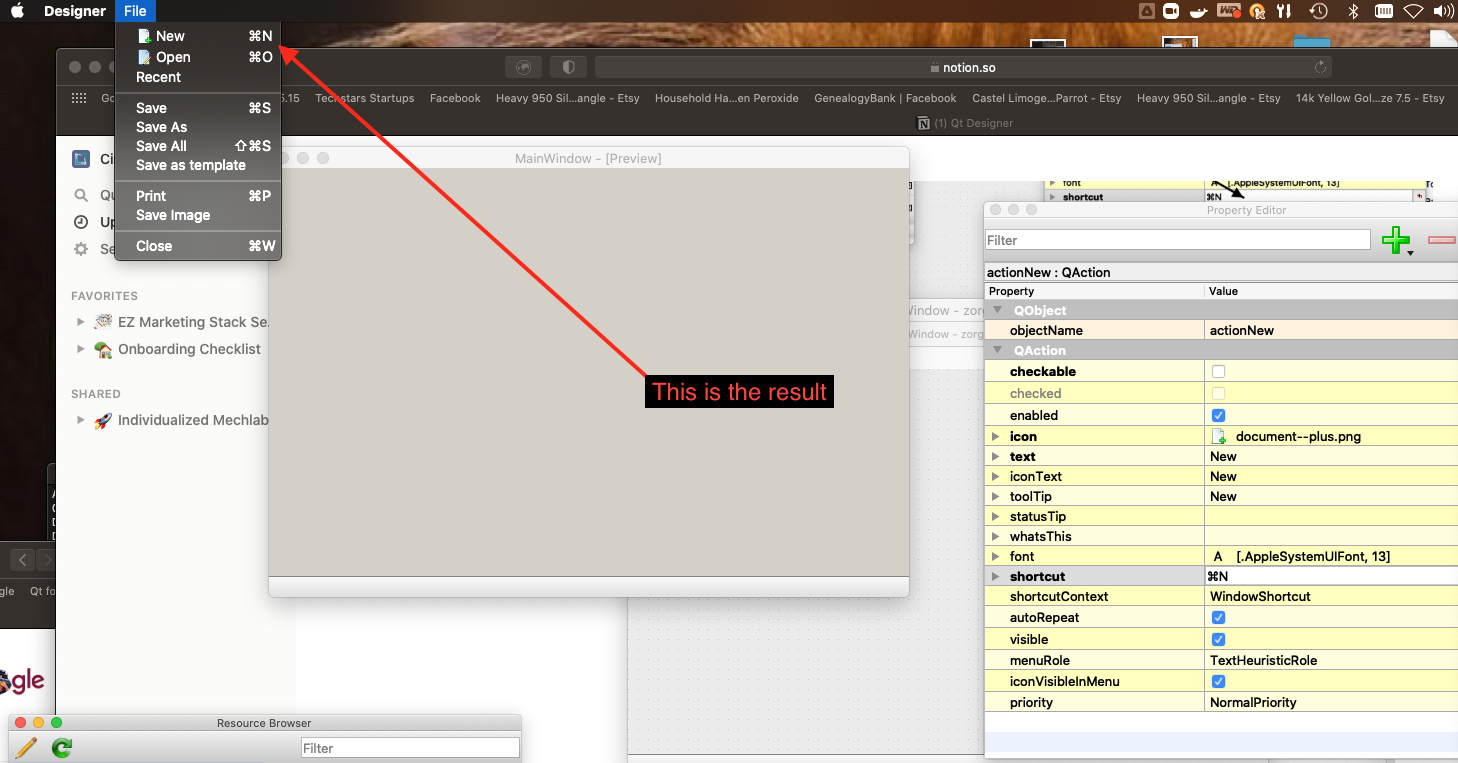 Designer File
New ⌘N
Open ⌘O
Recent
Save ⌘S
Save As
Save All ⇧⌘S
Save as template
Print ⌘P
Save Image
Close ⌘W
notion.so
5.15 Techstars Startups Facebook Heavy 950 Sil...angle - Etsy Household Ha...en Peroxide GenealogyBank | Facebook Castel Limoge...Parrot - Etsy Heavy 950 Sil...angle - Etsy 14k Yellow Gol...ze 7.5 - Etsy
(1) Qt Designer
FAVORITES
EZ Marketing Stack Se.
Onboarding Checklist
SHARED
Individualized Mechlab
MainWindow - [Preview]
This is the result
font A [.AppleSystemUIFont, 13]
shortcut ⌘N
Window - zorg
Window - zorg
Property Editor
Filter
actionNew : QAction
Property Value
QObject
objectName actionNew
QAction
checkable
checked
enabled
icon document--plus.png
text New
iconText New
toolTip New
statusTip
whatsThis
font A [.AppleSystemUIFont, 13]
shortcut ⌘N
shortcutContext WindowShortcut
autoRepeat
visible
menuRole TextHeuristicRole
iconVisibleInMenu
priority NormalPriority
gle Qt fo
gle
Resource Browser
Filter